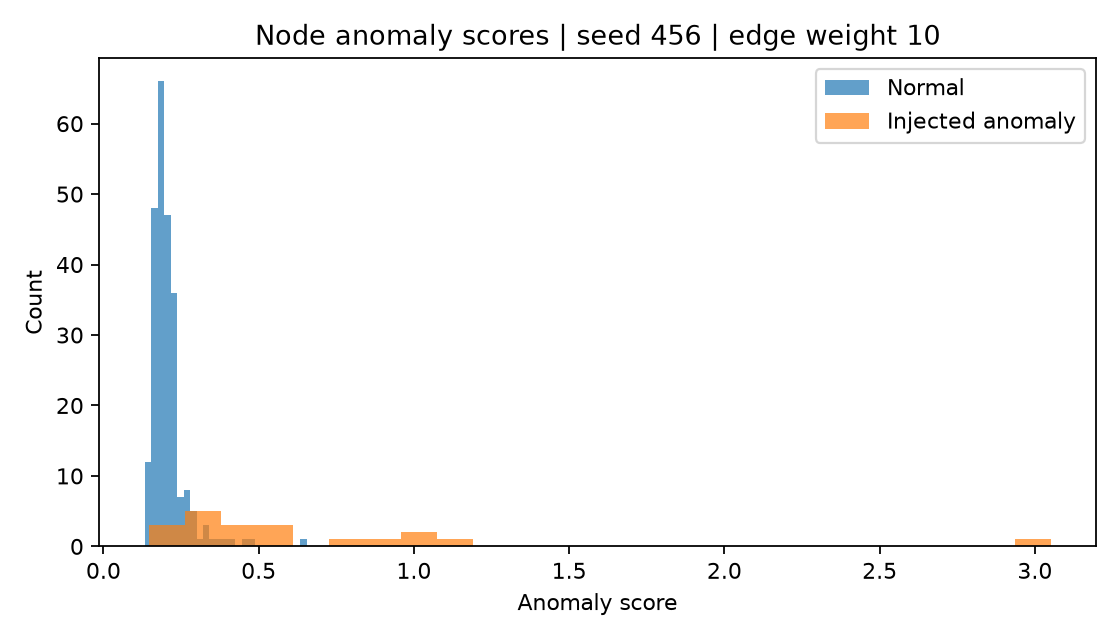 Node anomaly scores | seed 456 | edge weight 10
Normal
Injected anomaly
60
50
40
30
20
10
0
Count
0.0 0.5 1.0 1.5 2.0 2.5 3.0
Anomaly score